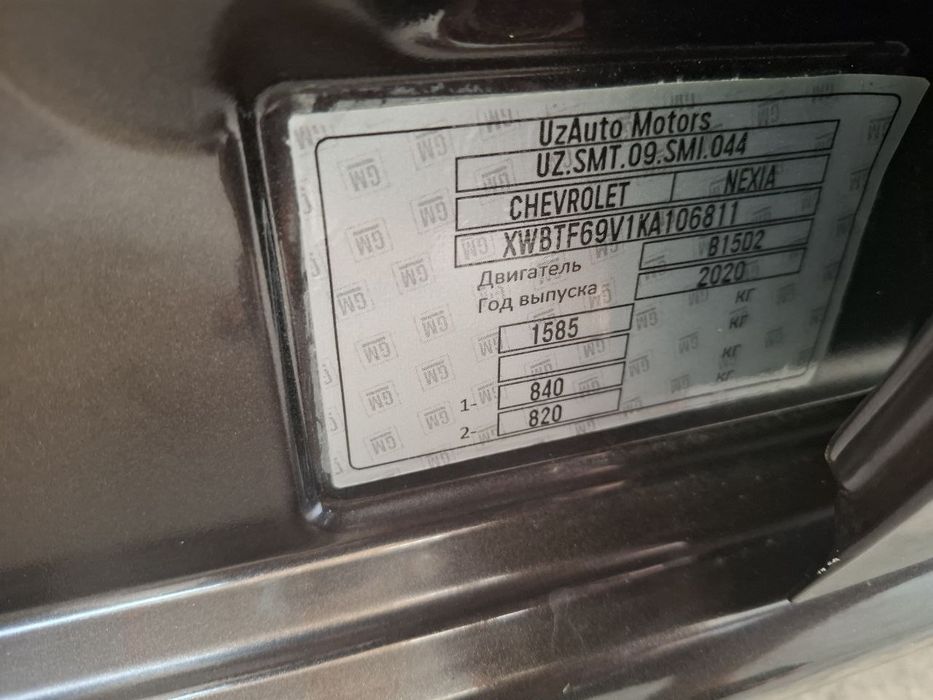 UzAuto Motors
UZ.SMT.09.SMI.044
CHEVROLET NEXIA
XWBTF69V1KA106811
Двигатель B15D2
Год выпуска 2020
1585 кг
кг
1- 840 кг
2- 820 кг